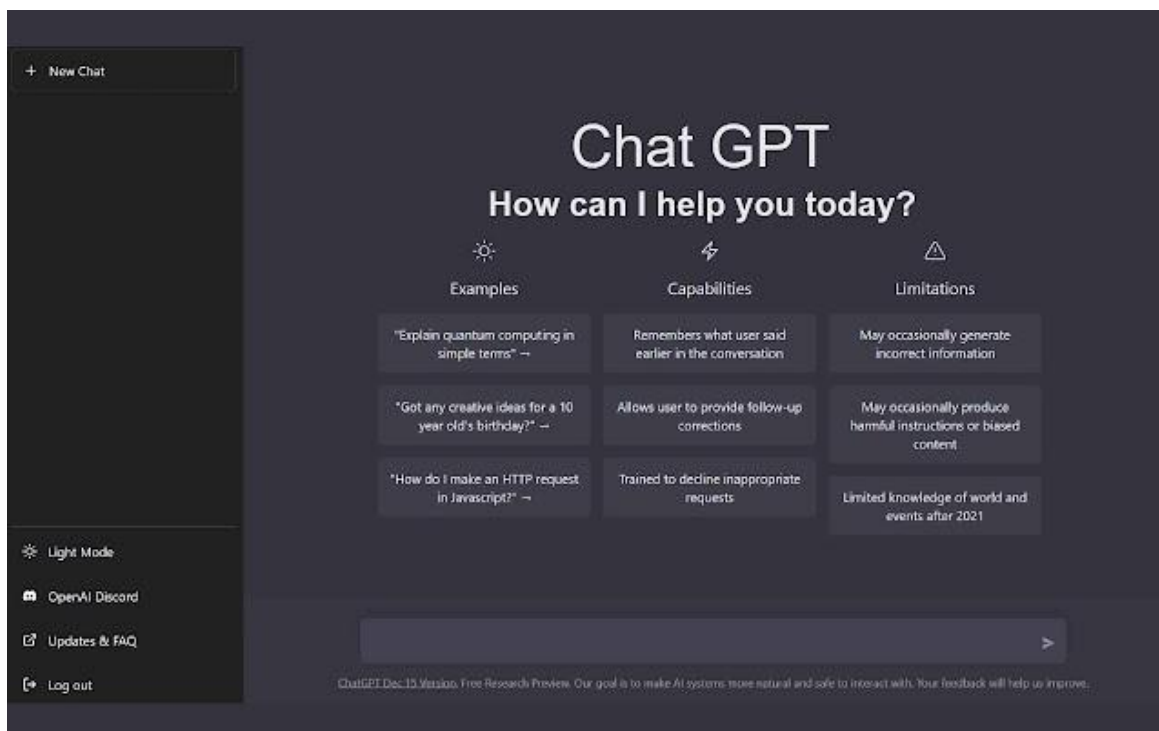 + New Chat
Chat GPT
How can I help you today?
Examples
"Explain quantum computing in
simple terms" →
"Got any creative ideas for a 10
year old's birthday?" →
"How do I make an HTTP request
in Javascript?" →
Capabilities
Remembers what user said
earlier in the conversation
Allows user to provide follow-up
corrections
Trained to decline inappropriate
requests
Limitations
May occasionally generate
incorrect information
May occasionally produce
harmful instructions or biased
content
Limited knowledge of world and
events after 2021
Light Mode
OpenAI Discord
Updates & FAQ
Log out
ChatGPT Dec 15 Version. Free Research Preview. Our goal is to make AI systems more natural and safe to interact with. Your feedback will help us improve.